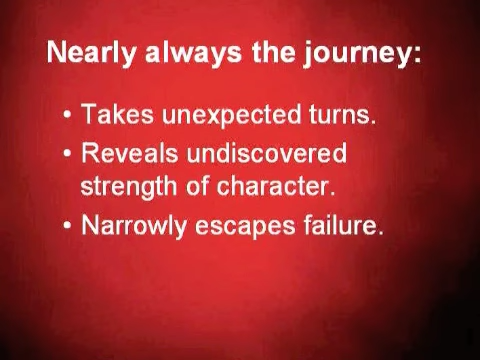 Nearly always the journey:
• Takes unexpected turns.
• Reveals undiscovered
strength of character.
• Narrowly escapes failure.